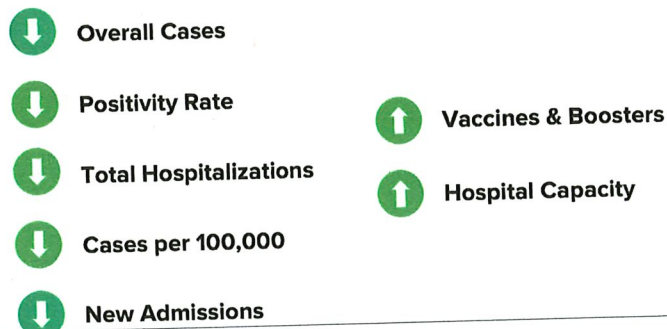 Overall Cases
Positivity Rate
Total Hospitalizations
Cases per 100,000
New Admissions
Vaccines & Boosters
Hospital Capacity